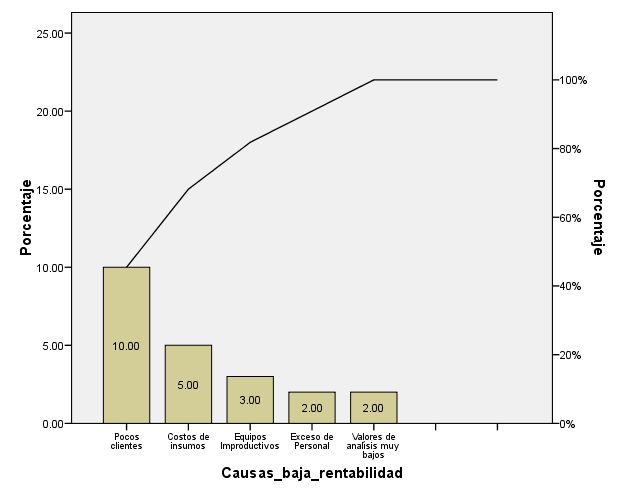 25.00
20.00
15.00
10.00
5.00
0.00
Porcentaje
100%
80%
60%
40%
20%
0%
Porcentaje
10.00
5.00
3.00
2.00
2.00
Pocos
clientes
Costos de
insumos
Equipos
Improductivos
Exceso de
Personal
Valores de
analisis muy
bajos
Causas_baja_rentabilidad